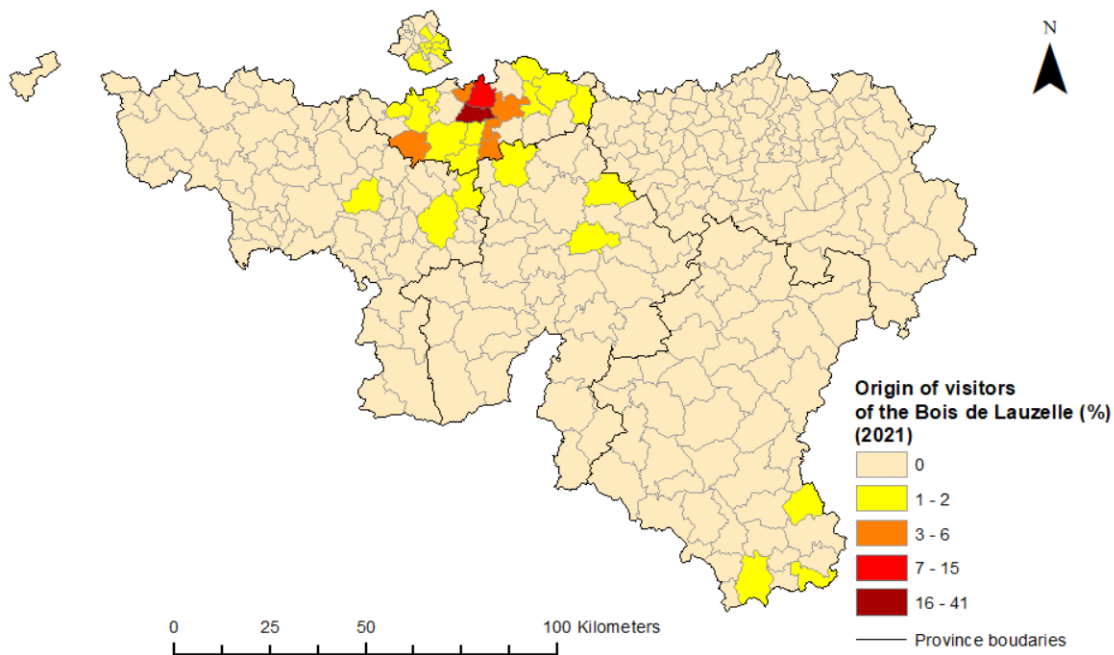 N
Origin of visitors
of the Bois de Lauzelle (%)
(2021)
0
1 - 2
3 - 6
7 - 15
16 - 41
Province boudaries
0 25 50 100 Kilometers